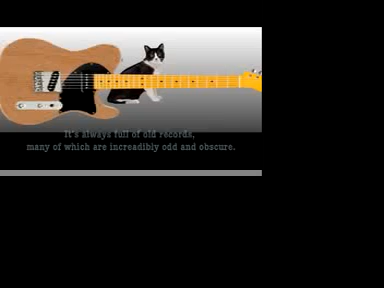 It's always full of old records,
many of which are increadibly odd and obscure.